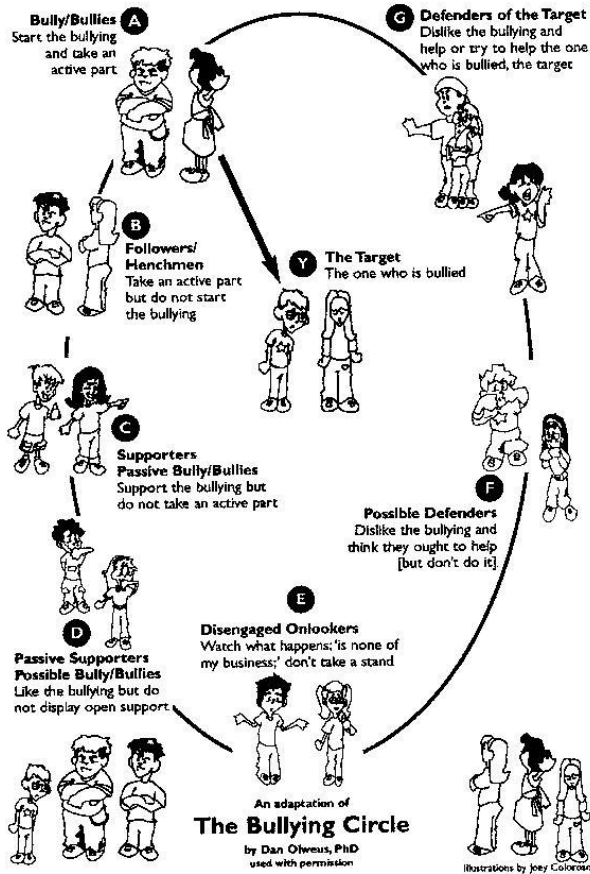 A
Bully/Bullies
Start the bullying
and take an
active part
G
Defenders of the Target
Dislike the bullying and
help or try to help the one
who is bullied, the target
B
Followers/
Henchmen
Take an active part
but do not start
the bullying
Y
The Target
The one who is bullied
C
Supporters
Passive Bully/Bullies
Support the bullying but
do not take an active part
F
Possible Defenders
Dislike the bullying and
think they ought to help
[but don't do it]
D
Passive Supporters
Possible Bully/Bullies
Like the bullying but do
not display open support
E
Disengaged Onlookers
Watch what happens; 'is none of
my business;' don't take a stand
An adaptation of
The Bullying Circle
by Dan Olweus, PhD
used with permission
Illustrations by Joey Coloroso